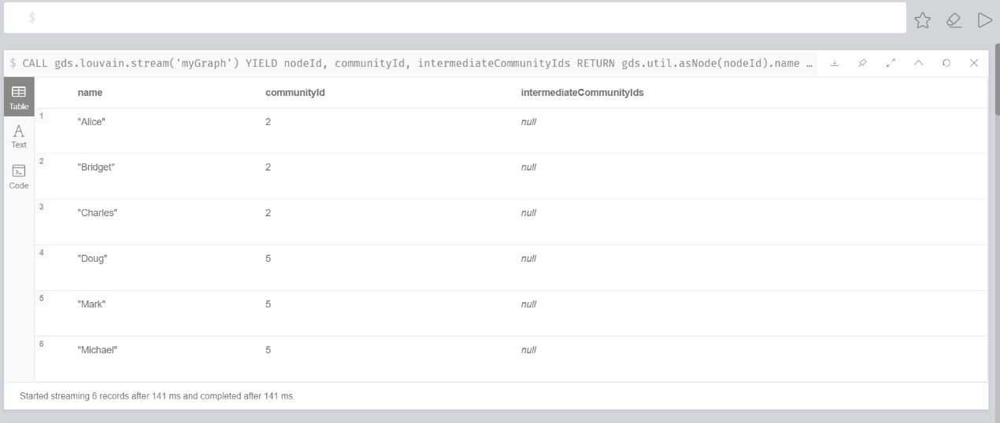 $
$ CALL gds.louvain.stream('myGraph') YIELD nodeId, communityId, intermediateCommunityIds RETURN gds.util.asNode(nodeId).name …
Table
Text
Code
name communityId intermediateCommunityIds
1 "Alice" 2 null
2 "Bridget" 2 null
3 "Charles" 2 null
4 "Doug" 5 null
5 "Mark" 5 null
6 "Michael" 5 null
Started streaming 6 records after 141 ms and completed after 141 ms.